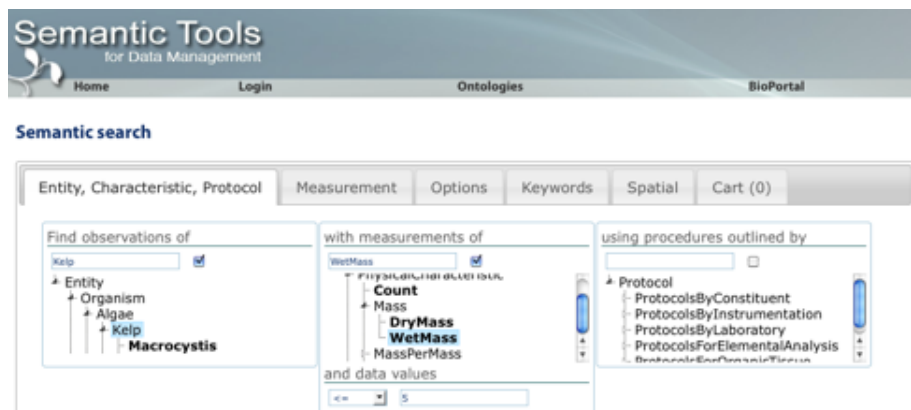 Semantic Tools
for Data Management
Home Login Ontologies BioPortal
Semantic search
Entity, Characteristic, Protocol Measurement Options Keywords Spatial Cart (0)
Find observations of
Kelp
Entity
Organism
Algae
Kelp
Macrocystis
with measurements of
WetMass
PhysicalCharacteristic
Count
Mass
DryMass
WetMass
MassPerMass
and data values
<= 5
using procedures outlined by
Protocol
ProtocolsByConstituent
ProtocolsByInstrumentation
ProtocolsByLaboratory
ProtocolsForElementalAnalysis
ProtocolsForOrganicTissue